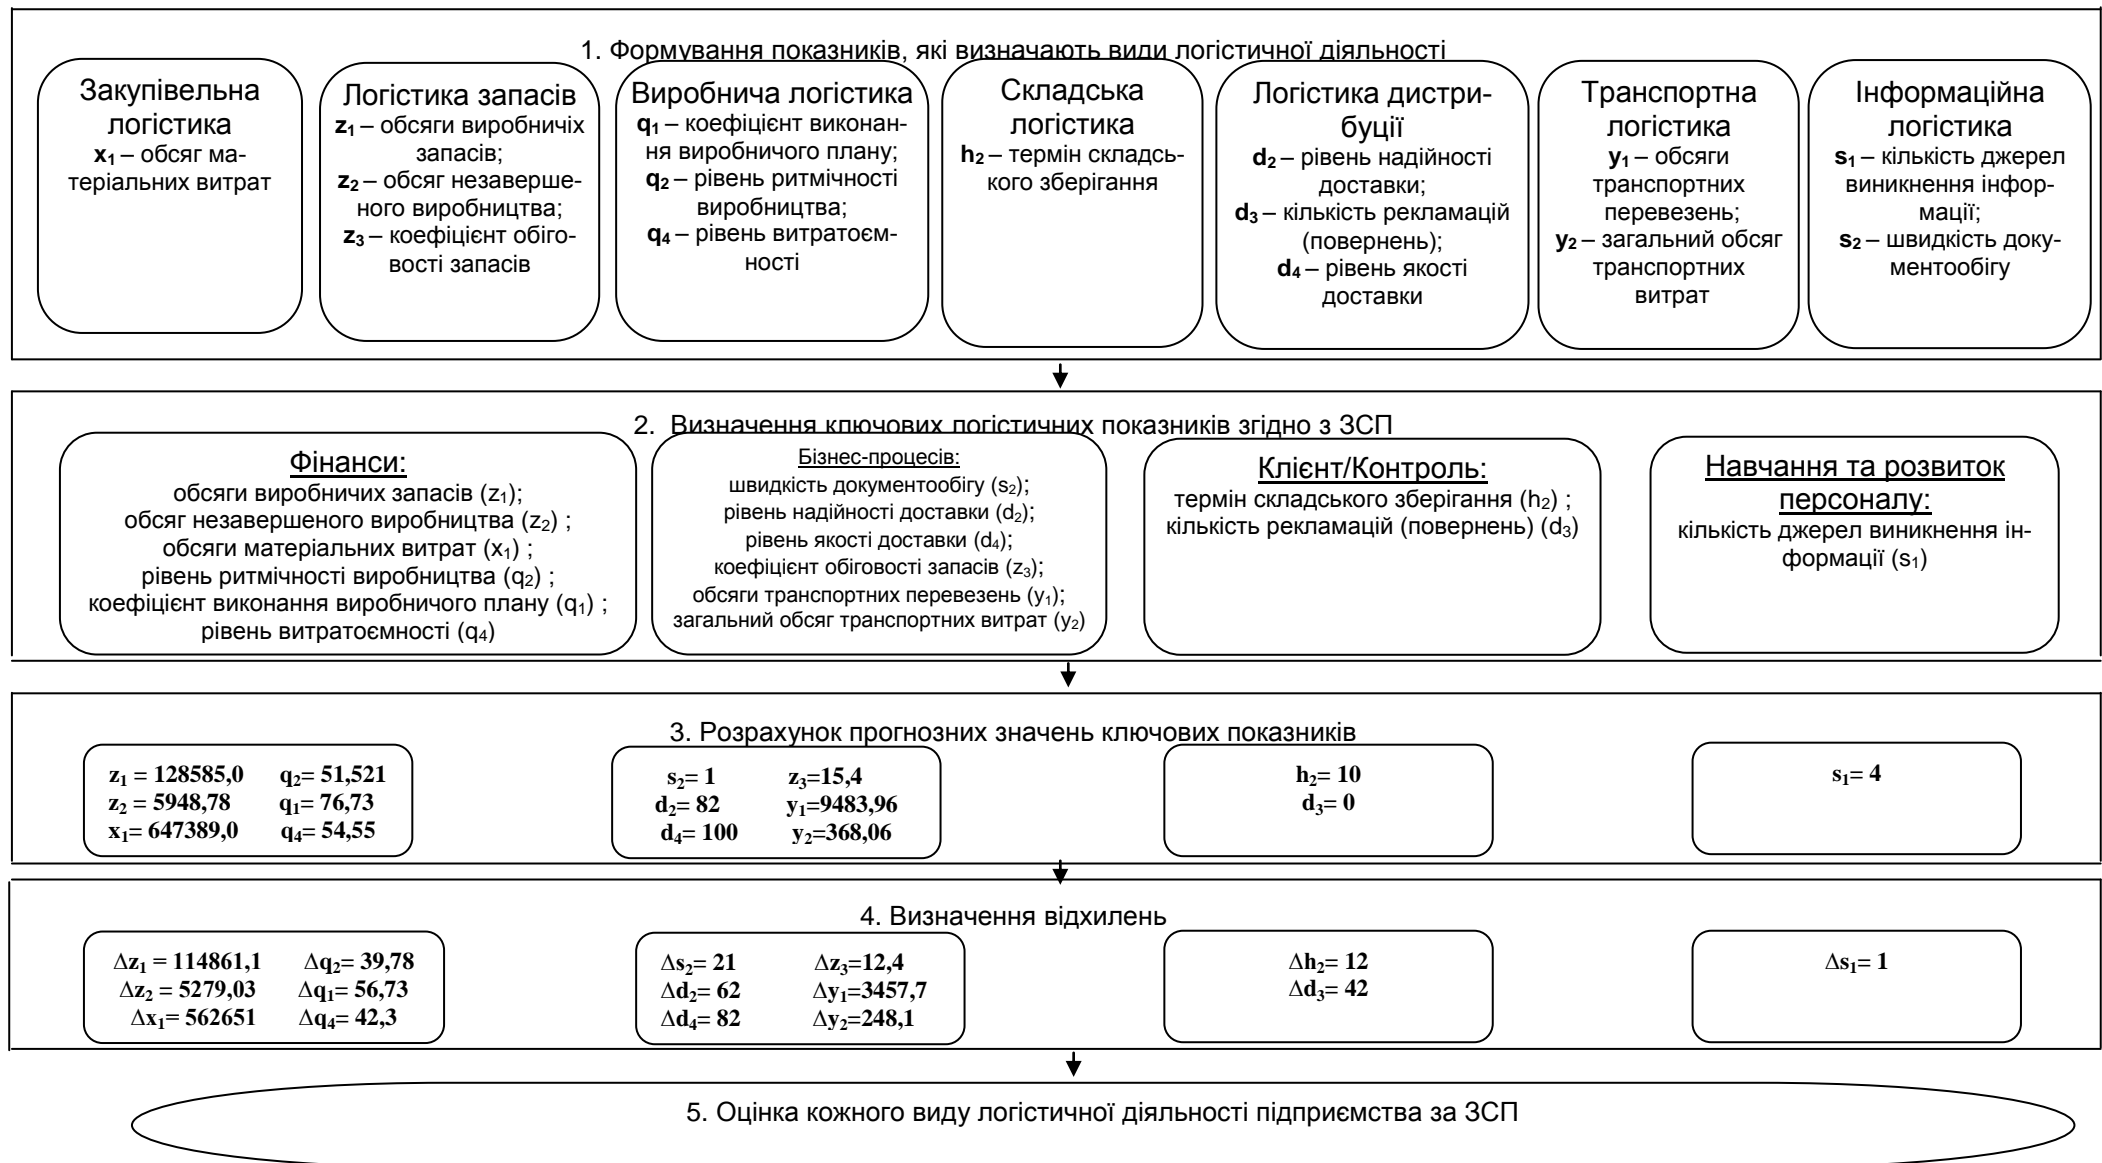 1. Формування показників, які визначають види логістичної діяльності
Закупівельна
логістика
x₁ – обсяг ма-
теріальних витрат
Логістика запасів
z₁ – обсяги виробничіх
запасів;
z₂ – обсяг незаверше-
ного виробництва;
z₃ – коефіцієнт обіго-
вості запасів
Виробнича логістика
q₁ – коефіцієнт виконан-
ня виробничого плану;
q₂ – рівень ритмічності
виробництва;
q₄ – рівень витратоєм-
ності
Складська
логістика
h₂ – термін складсь-
кого зберігання
Логістика дистри-
буції
d₂ – рівень надійності
доставки;
d₃ – кількість рекламацій
(повернень);
d₄ – рівень якості
доставки
Транспортна
логістика
y₁ – обсяги
транспортних
перевезень;
y₂ – загальний обсяг
транспортних
витрат
Інформаційна
логістика
s₁ – кількість джерел
виникнення інфор-
мації;
s₂ – швидкість доку-
ментообігу
2. Визначення ключових логістичних показників згідно з ЗСП
Фінанси:
обсяги виробничих запасів (z₁);
обсяг незавершеного виробництва (z₂) ;
обсяги матеріальних витрат (x₁) ;
рівень ритмічності виробництва (q₂) ;
коефіцієнт виконання виробничого плану (q₁) ;
рівень витратоємності (q₄)
Бізнес-процесів:
швидкість документообігу (s₂);
рівень надійності доставки (d₂);
рівень якості доставки (d₄);
коефіцієнт обіговості запасів (z₃);
обсяги транспортних перевезень (y₁);
загальний обсяг транспортних витрат (y₂)
Клієнт/Контроль:
термін складського зберігання (h₂) ;
кількість рекламацій (повернень) (d₃)
Навчання та розвиток
персоналу:
кількість джерел виникнення ін-
формації (s₁)
3. Розрахунок прогнозних значень ключових показників
z₁ = 128585,0 q₂= 51,521
z₂ = 5948,78 q₁= 76,73
x₁= 647389,0 q₄= 54,55
s₂= 1 z₃=15,4
d₂= 82 y₁=9483,96
d₄= 100 y₂=368,06
h₂= 10
d₃= 0
s₁= 4
4. Визначення відхилень
Δz₁ = 114861,1 Δq₂= 39,78
Δz₂ = 5279,03 Δq₁= 56,73
Δx₁= 562651 Δq₄= 42,3
Δs₂= 21 Δz₃=12,4
Δd₂= 62 Δy₁=3457,7
Δd₄= 82 Δy₂=248,1
Δh₂= 12
Δd₃= 42
Δs₁= 1
5. Оцінка кожного виду логістичної діяльності підприємства за ЗСП